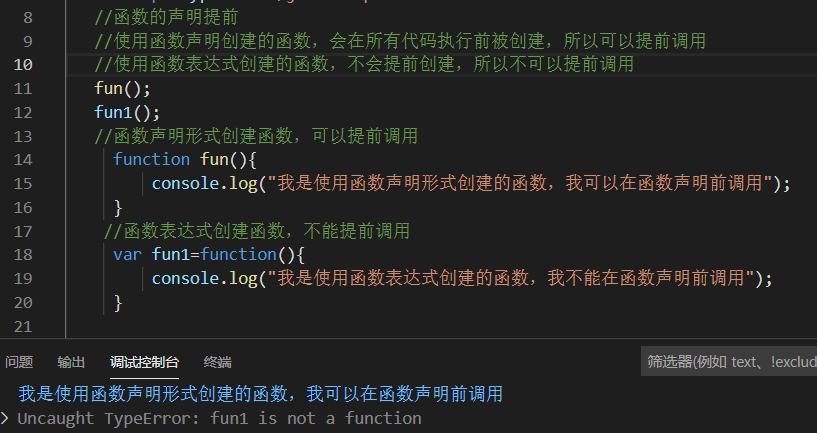 8 //函数的声明提前
9 //使用函数声明创建的函数，会在所有代码执行前被创建，所以可以提前调用
10 //使用函数表达式创建的函数，不会提前创建，所以不可以提前调用
11 fun();
12 fun1();
13 //函数声明形式创建函数，可以提前调用
14 function fun(){
15 console.log("我是使用函数声明形式创建的函数，我可以在函数声明前调用");
16 }
17 //函数表达式创建函数，不能提前调用
18 var fun1=function(){
19 console.log("我是使用函数表达式创建的函数，我不能在函数声明前调用");
20 }
21
问题 输出 调试控制台 终端 筛选器(例如 text、!exclud
我是使用函数声明形式创建的函数，我可以在函数声明前调用
> Uncaught TypeError: fun1 is not a function